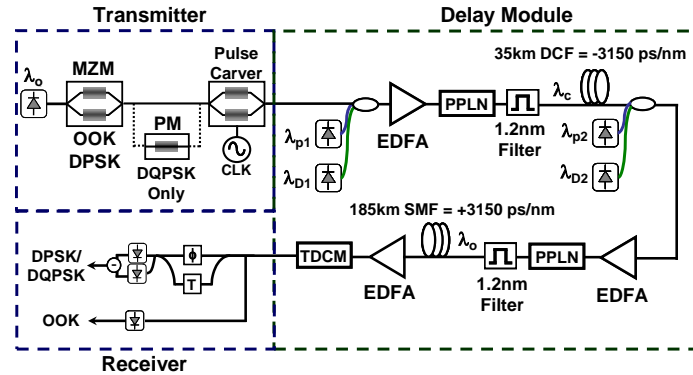 Transmitter
Delay Module
λo
MZM
OOK
DPSK
PM
DQPSK
Only
Pulse
Carver
CLK
λp1
λD1
EDFA
PPLN
1.2nm
Filter
35km DCF = -3150 ps/nm
λc
λp2
λD2
185km SMF = +3150 ps/nm
DPSK/
DQPSK
-
ϕ
T
OOK
TDCM
EDFA
λo
1.2nm
Filter
PPLN
EDFA
Receiver